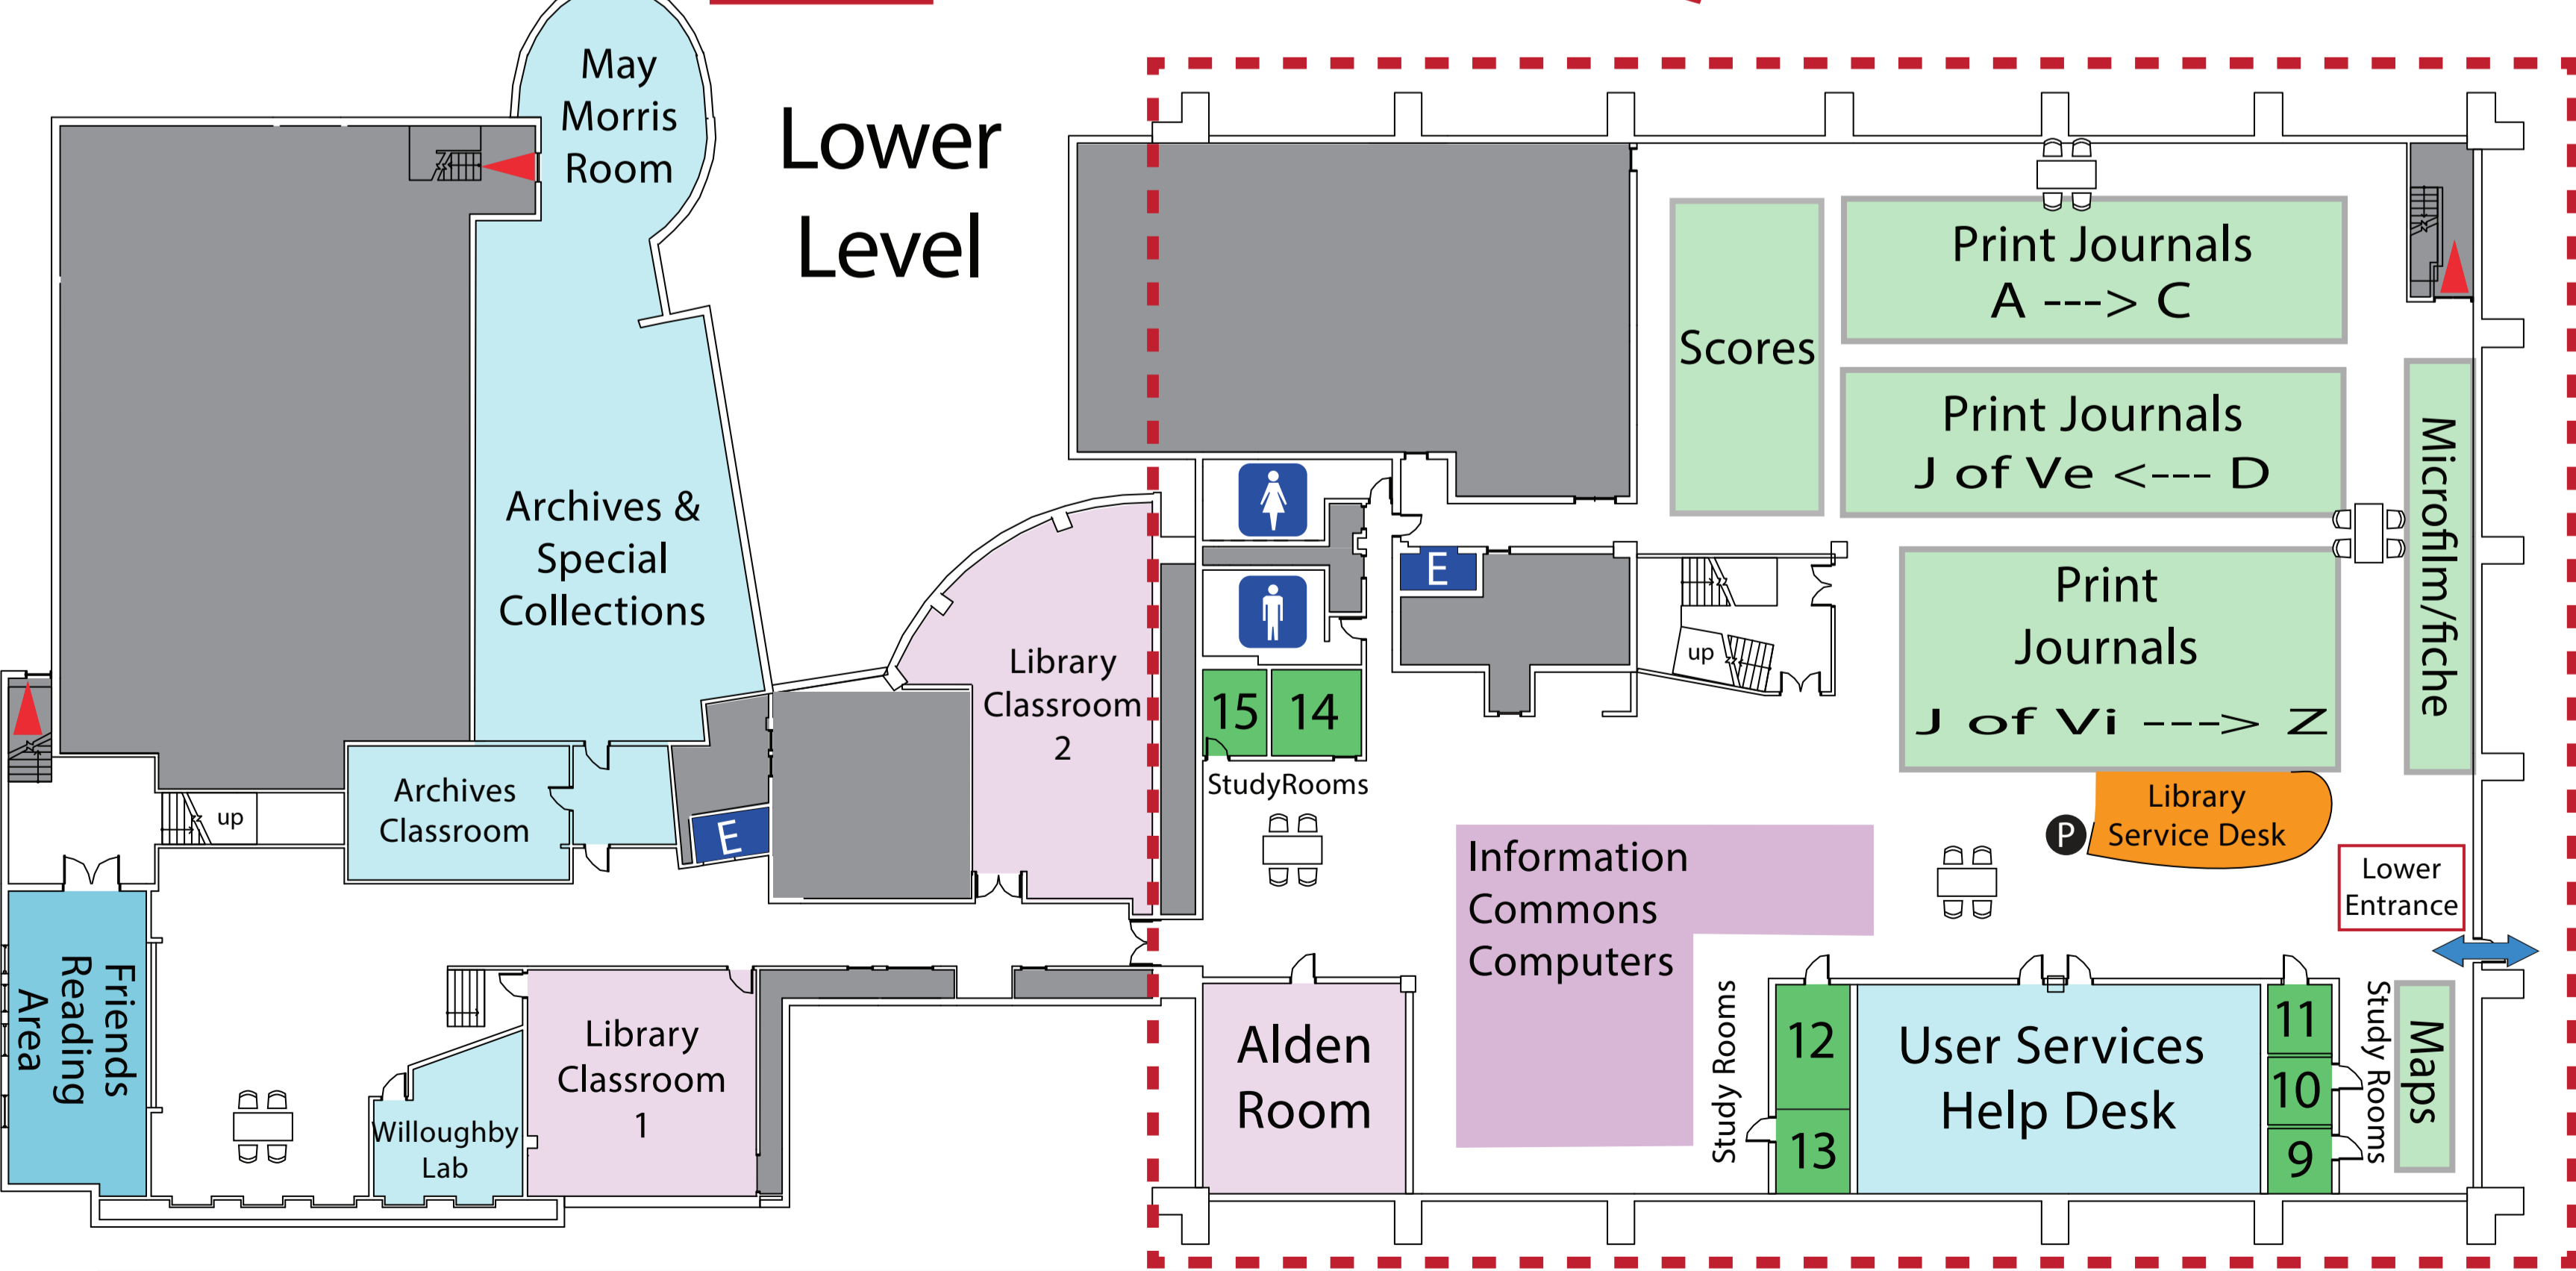 May
Morris
Room
Lower
Level
Archives &
Special
Collections
Archives
Classroom
up
E
Library
Classroom
2
Friends
Reading
Area
Willoughby
Lab
Library
Classroom
1
Scores
Print Journals
A ---> C
Print Journals
J of Ve <--- D
Print
Journals
J of Vi ---> Z
Microfilm/fiche
E
up
15
14
StudyRooms
Information
Commons
Computers
P
Library
Service Desk
Lower
Entrance
Alden
Room
Study Rooms
12
13
User Services
Help Desk
11
10
9
Study Rooms
Maps